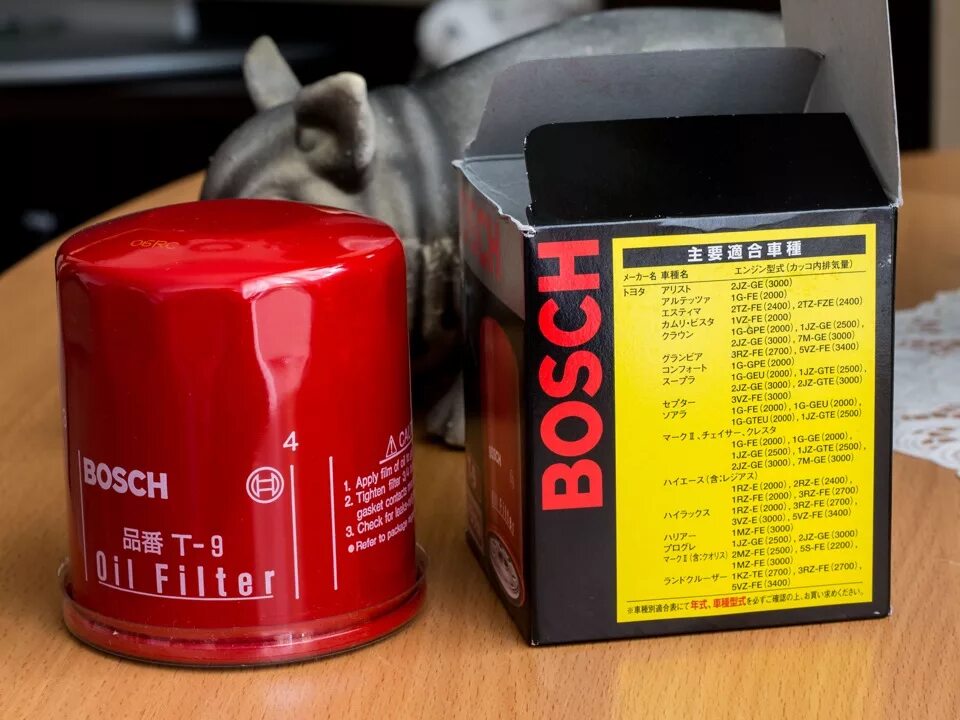 06RC
4
BOSCH
品番 T-9
Oil Filter
⚠ CAU
1. Apply film of oil to
2. Tighten filter
gasket contacts
3. Check for leaks
●Refer to package
BOSCH
BOSCH
主要適合車種
メーカー名 車種名 エンジン型式(カッコ内排気量)
トヨタ アリスト 2JZ-GE(3000)
アルテッツァ 1G-FE(2000)
エスティマ 2TZ-FE(2400), 2TZ-FZE(2400)
カムリ・ビスタ 1VZ-FE(2000)
クラウン 1G-GPE(2000), 1JZ-GE(2500),
2JZ-GE(3000), 7M-GE(3000)
グランビア 3RZ-FE(2700), 5VZ-FE(3400)
コンフォート 1G-GPE(2000)
スープラ 1G-GEU(2000), 1JZ-GTE(2500),
2JZ-GE(3000), 2JZ-GTE(3000)
セプター 3VZ-FE(3000)
ソアラ 1G-FE(2000), 1G-GEU(2000),
1G-GTEU(2000), 1JZ-GTE(2500)
マークⅡ, チェイサー, クレスタ
1G-FE(2000), 1G-GE(2000),
1JZ-GE(2500), 1JZ-GTE(2500),
2JZ-GE(3000), 7M-GE(3000)
ハイエース(含:レジアス)
1RZ-E(2000), 2RZ-E(2400),
1RZ-FE(2000), 3RZ-FE(2700)
ハイラックス 1RZ-E(2000), 3RZ-FE(2700),
3VZ-E(3000), 5VZ-FE(3400)
ハリアー 1MZ-FE(3000)
プログレ 1JZ-GE(2500), 2JZ-GE(3000)
マークⅡ(含:クオリス) 2MZ-FE(2500), 5S-FE(2200),
1MZ-FE(3000)
ランドクルーザー 1KZ-TE(2700), 3RZ-FE(2700),
5VZ-FE(3400)
※車種別適合表にて年式、車種型式を必ずご確認の上、お買い求めください。